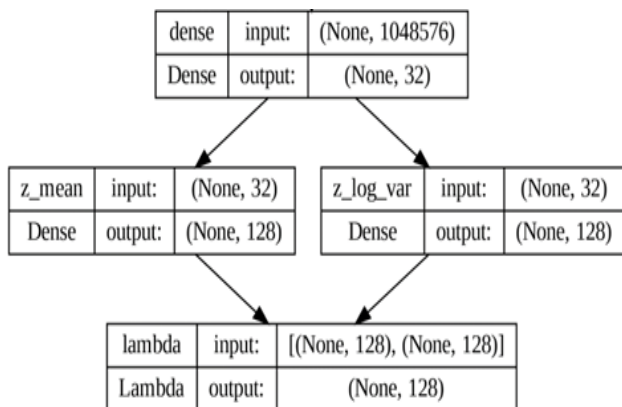 dense input: (None, 1048576)
Dense output: (None, 32)
z_mean input: (None, 32)
Dense output: (None, 128)
z_log_var input: (None, 32)
Dense output: (None, 128)
lambda input: [(None, 128), (None, 128)]
Lambda output: (None, 128)